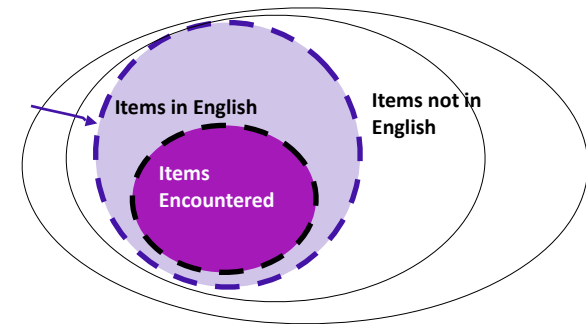 Items in English
Items not in
English
Items
Encountered